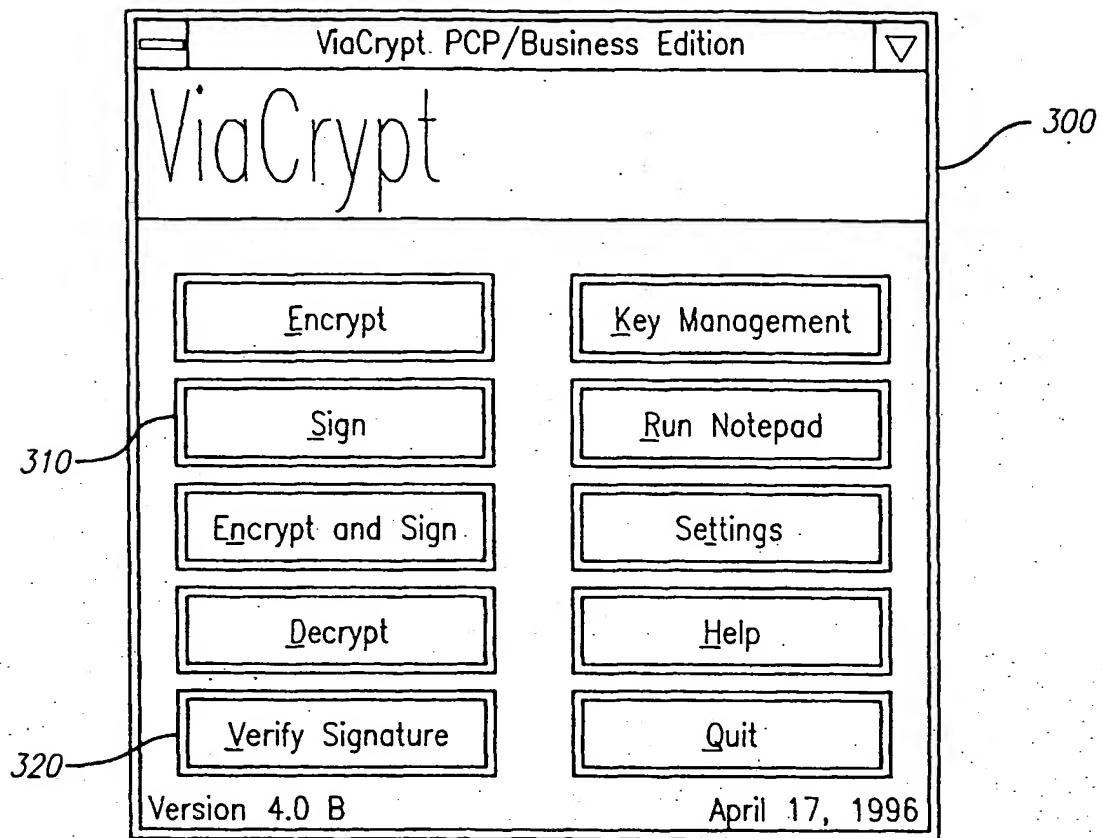 ViaCrypt PCP/Business Edition
ViaCrypt
300
Encrypt
Key Management
310
Sign
Run Notepad
Encrypt and Sign
Settings
Decrypt
Help
320
Verify Signature
Quit
Version 4.0 B
April 17, 1996